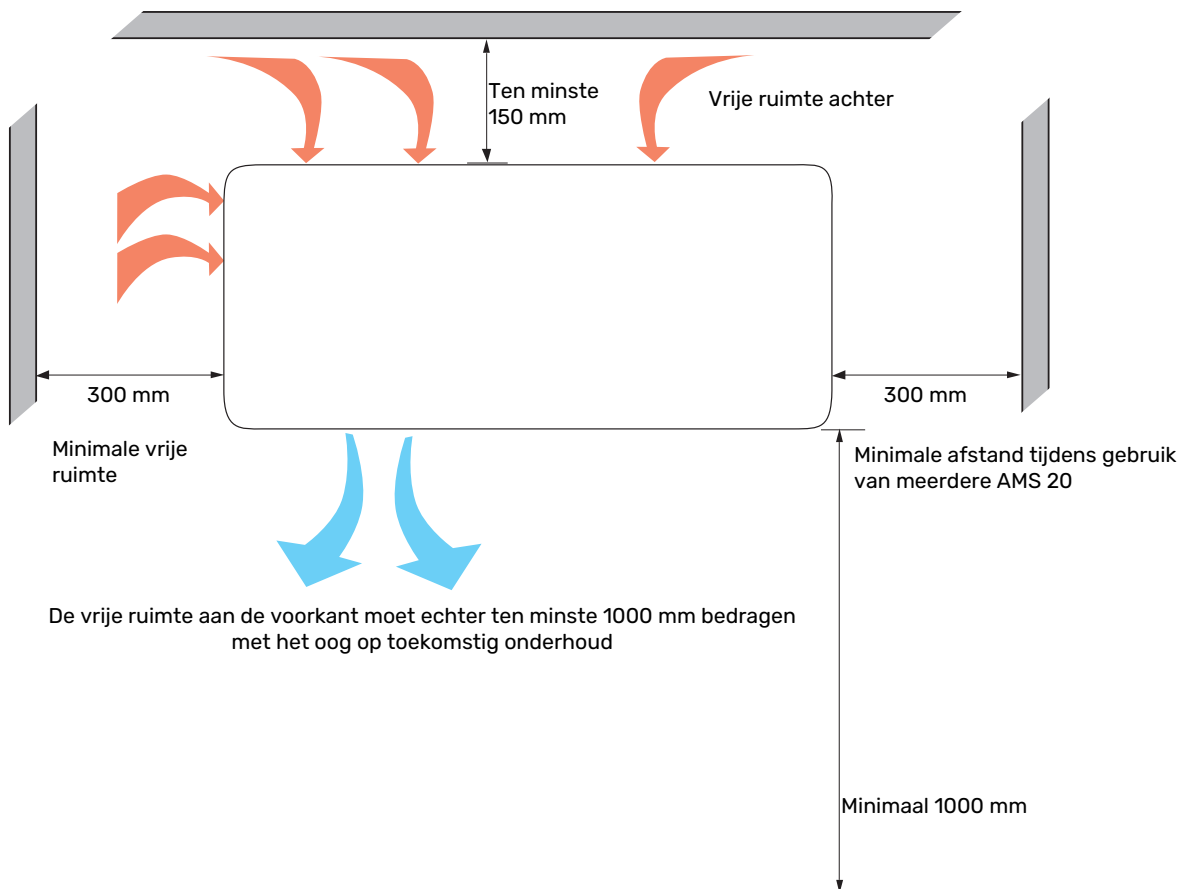 Ten minste
150 mm
Vrije ruimte achter
300 mm
300 mm
Minimale vrije
ruimte
Minimale afstand tijdens gebruik
van meerdere AMS 20
De vrije ruimte aan de voorkant moet echter ten minste 1000 mm bedragen
met het oog op toekomstig onderhoud
Minimaal 1000 mm